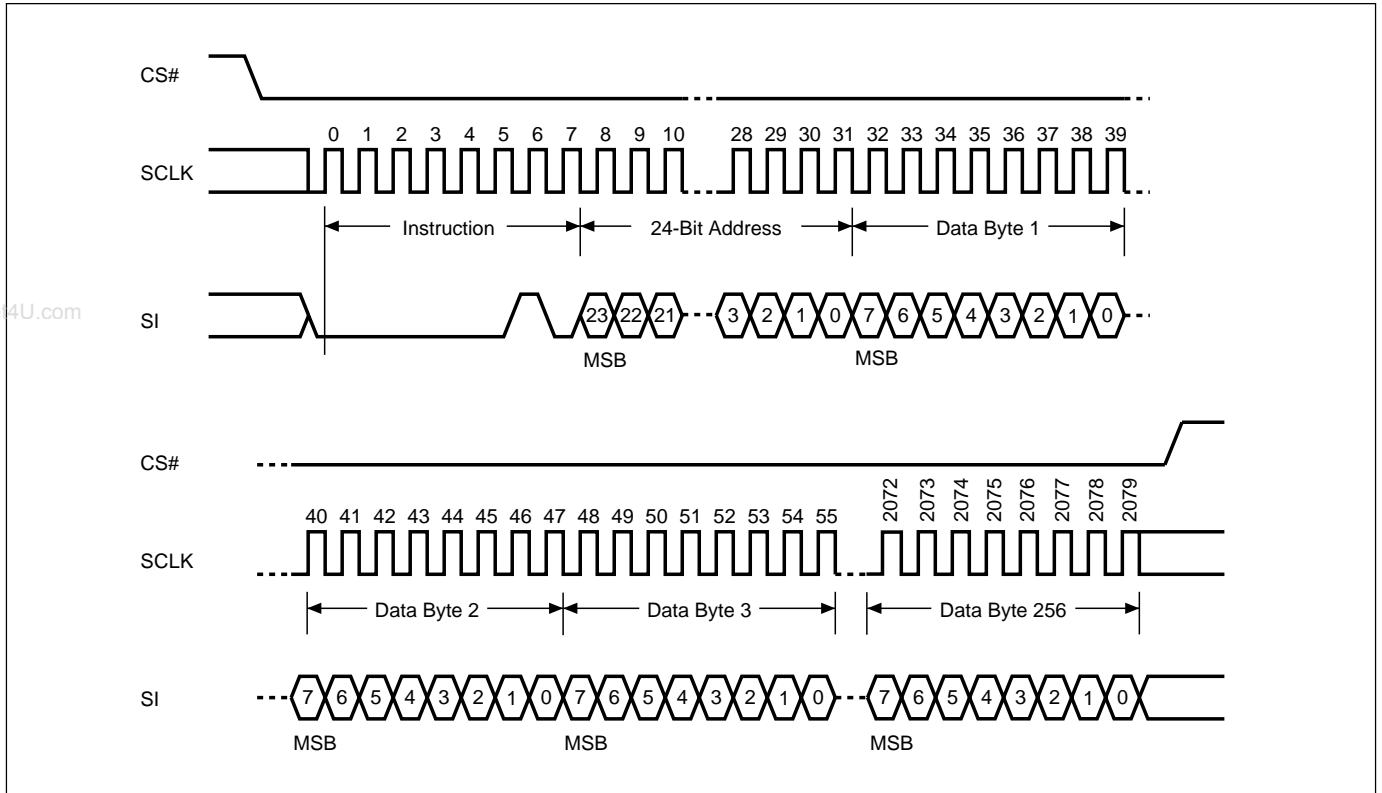 CS#
0 1 2 3 4 5 6 7 8 9 10 28 29 30 31 32 33 34 35 36 37 38 39
SCLK
Instruction 24-Bit Address Data Byte 1
t4U.com
SI 23 22 21 3 2 1 0 7 6 5 4 3 2 1 0
MSB MSB
CS#
40 41 42 43 44 45 46 47 48 49 50 51 52 53 54 55 2072 2073 2074 2075 2076 2077 2078 2079
SCLK
Data Byte 2 Data Byte 3 Data Byte 256
SI 7 6 5 4 3 2 1 0 7 6 5 4 3 2 1 0 7 6 5 4 3 2 1 0
MSB MSB MSB